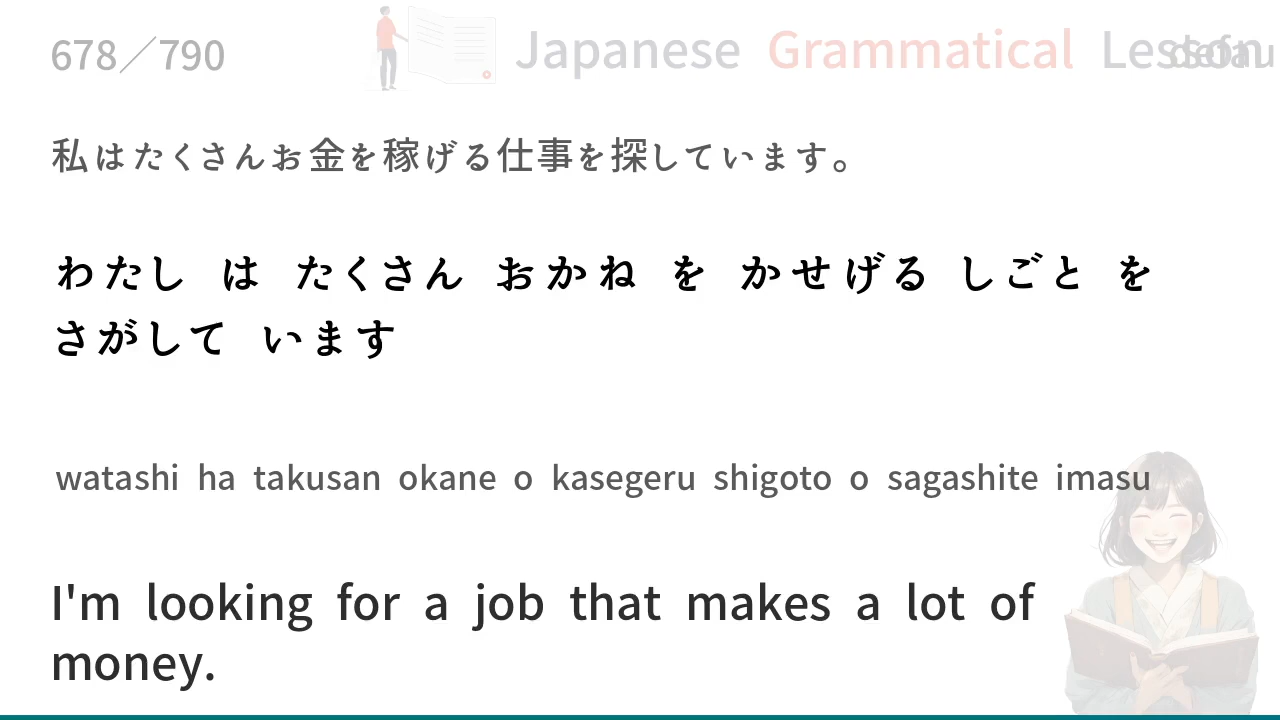 678／790
Japanese Grammatical Lesson
私はたくさんお金を稼げる仕事を探しています。
わたし は たくさん おかね を かせげる しごと を
さがして います
watashi ha takusan okane o kasegeru shigoto o sagashite imasu
I'm looking for a job that makes a lot of
money.